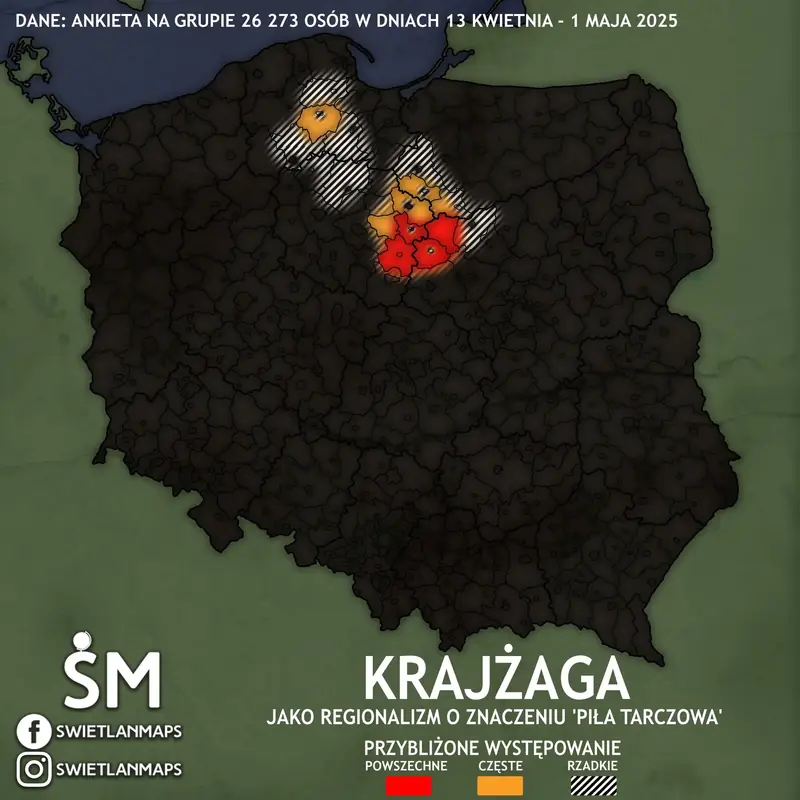 DANE: ANKIETA NA GRUPIE 26 273 OSÓB W DNIACH 13 KWIETNIA - 1 MAJA 2025
ŚM
SWIETLANMAPS
SWIETLANMAPS
KRAJŻAGA
JAKO REGIONALIZM O ZNACZENIU 'PIŁA TARCZOWA'
PRZYBLIŻONE WYSTĘPOWANIE
POWSZECHNE CZĘSTE RZADKIE